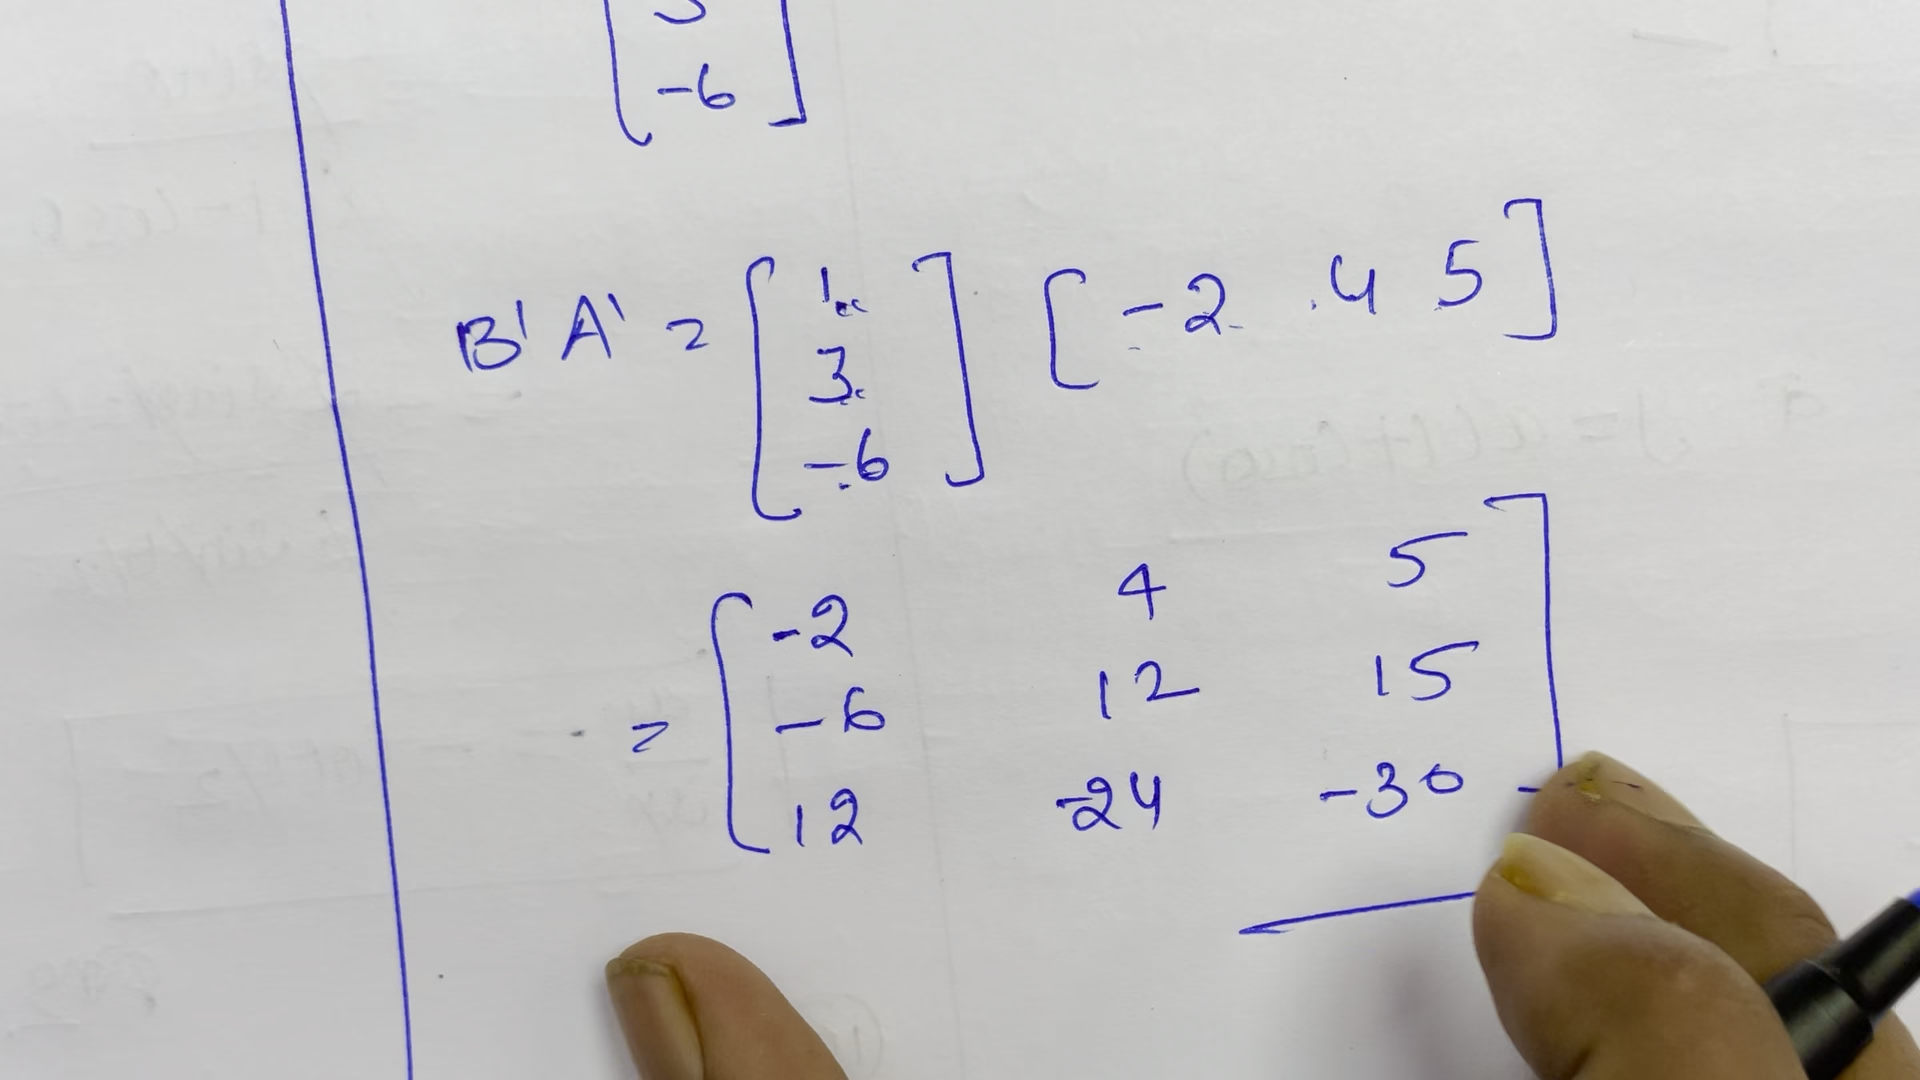 -6
B' A' = [ 1 ] [ -2 4 5 ]
3
-6
= [ -2 4 5 ]
-6 12 15
12 -24 -30